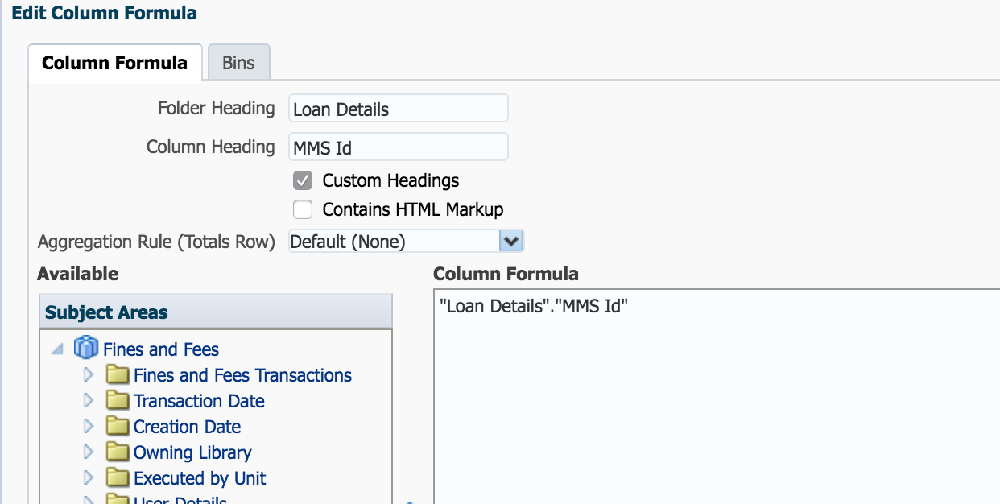 Edit Column Formula
Column Formula
Bins
Folder Heading
Loan Details
Column Heading
MMS Id
Custom Headings
Contains HTML Markup
Aggregation Rule (Totals Row)
Default (None)
Available
Subject Areas
Fines and Fees
Fines and Fees Transactions
Transaction Date
Creation Date
Owning Library
Executed by Unit
User Details
Column Formula
"Loan Details"."MMS Id"